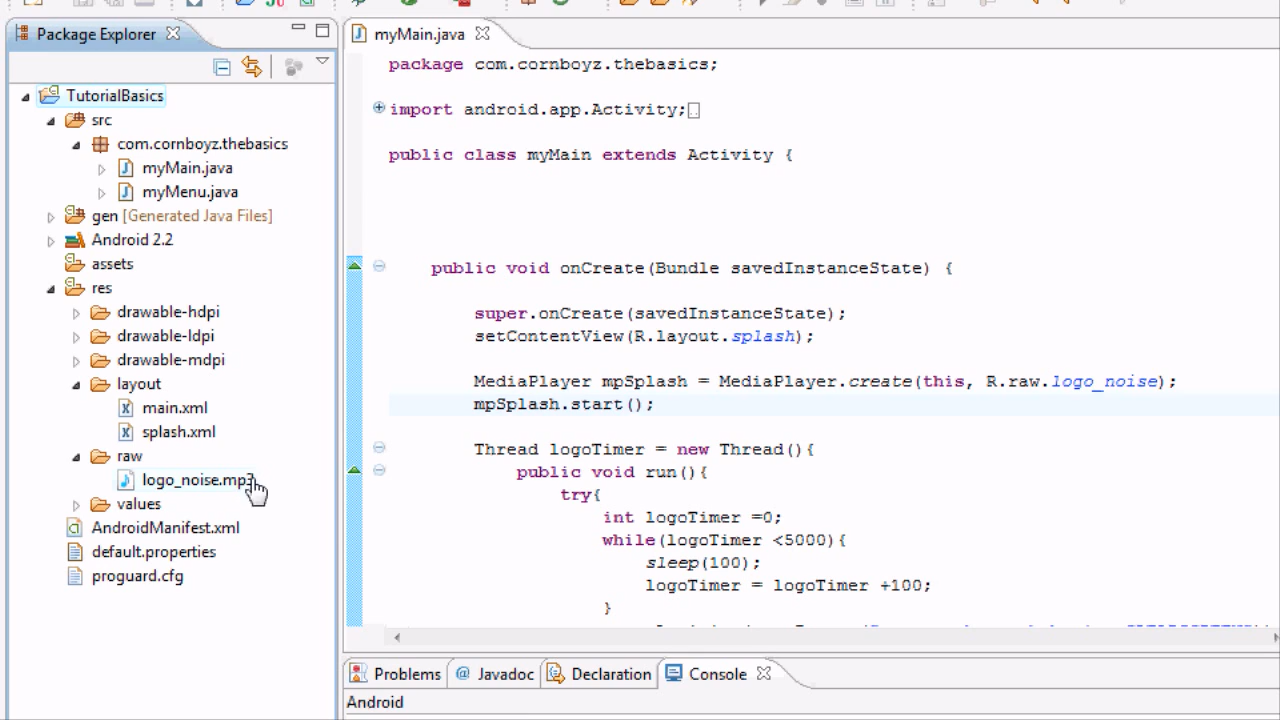 Package Explorer
TutorialBasics
src
com.cornboyz.thebasics
myMain.java
myMenu.java
gen [Generated Java Files]
Android 2.2
assets
res
drawable-hdpi
drawable-ldpi
drawable-mdpi
layout
main.xml
splash.xml
raw
logo_noise.mp3
values
AndroidManifest.xml
default.properties
proguard.cfg
myMain.java
package com.cornboyz.thebasics;
import android.app.Activity;
public class myMain extends Activity {
public void onCreate(Bundle savedInstanceState) {
super.onCreate(savedInstanceState);
setContentView(R.layout.splash);
MediaPlayer mpSplash = MediaPlayer.create(this, R.raw.logo_noise);
mpSplash.start();
Thread logoTimer = new Thread(){
public void run(){
try{
int logoTimer =0;
while(logoTimer <5000){
sleep(100);
logoTimer = logoTimer +100;
}
Problems @ Javadoc Declaration Console
Android